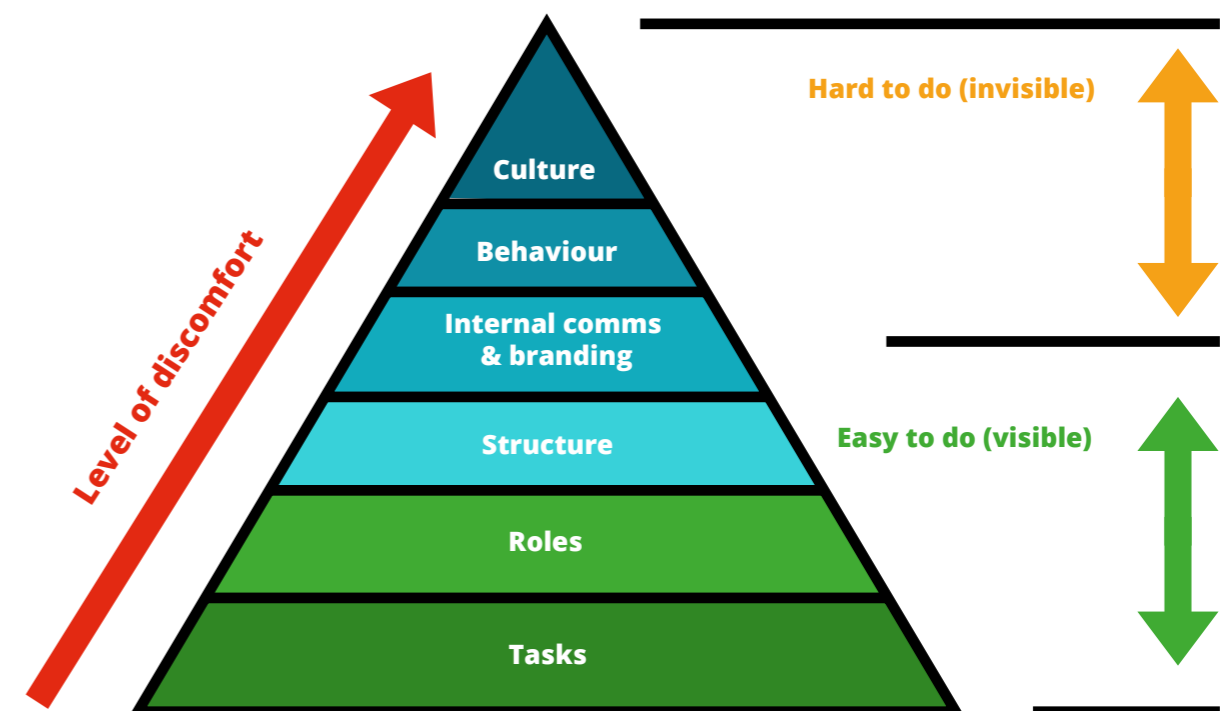 Hard to do (invisible)
Culture
Behaviour
Internal comms
& branding
Level of discomfort
Structure
Easy to do (visible)
Roles
Tasks